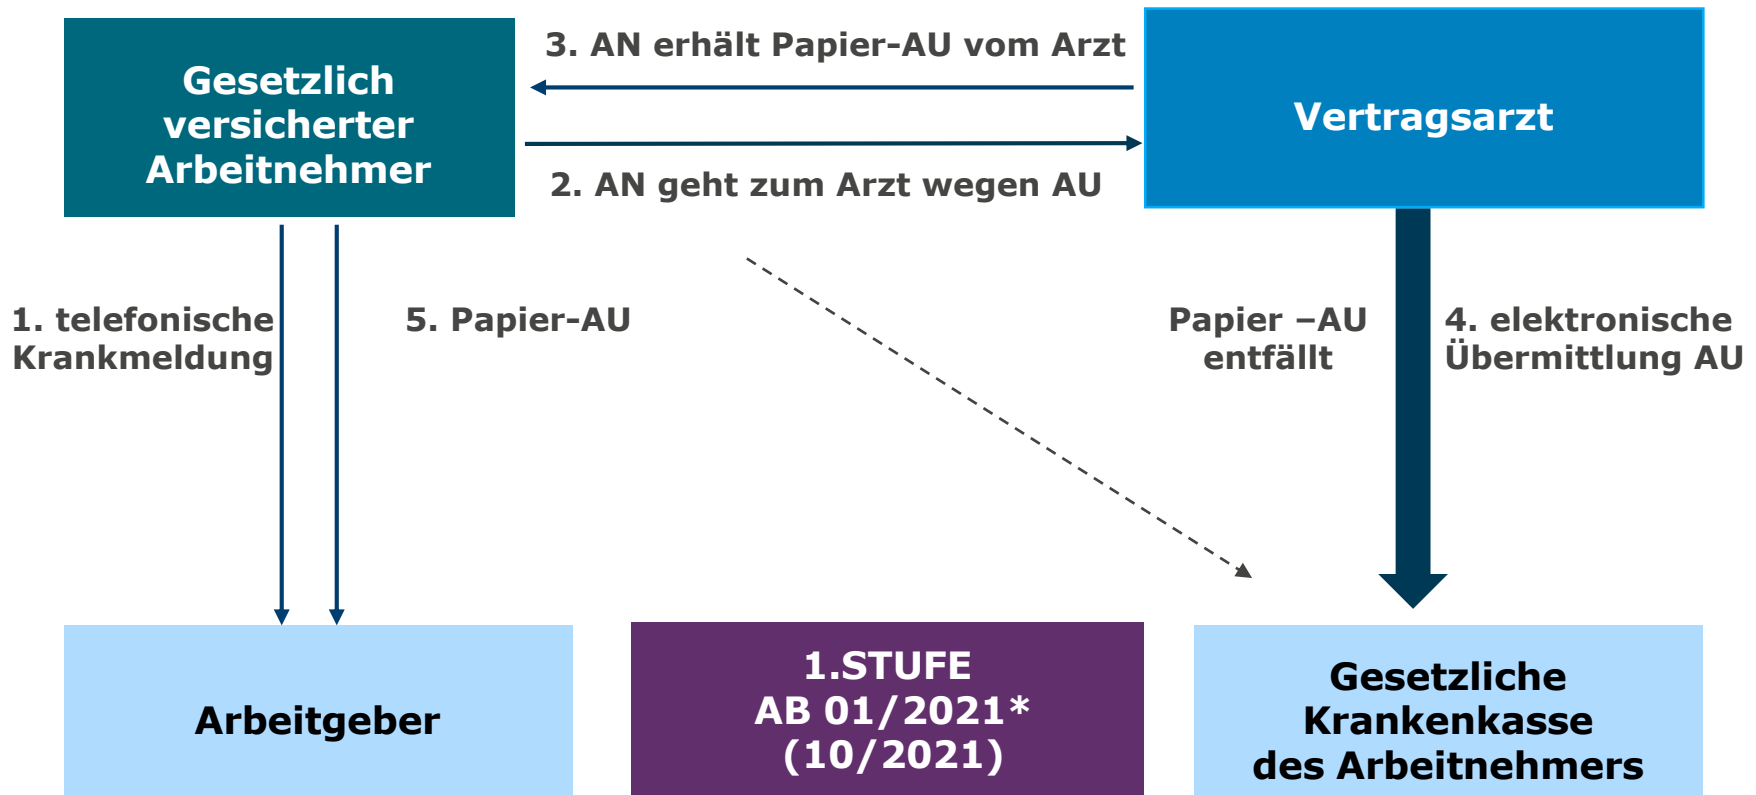 Gesetzlich
versicherter
Arbeitnehmer
3. AN erhält Papier-AU vom Arzt
2. AN geht zum Arzt wegen AU
Vertragsarzt
1. telefonische
Krankmeldung
5. Papier-AU
Papier –AU
entfällt
4. elektronische
Übermittlung AU
Arbeitgeber
1.STUFE
AB 01/2021*
(10/2021)
Gesetzliche
Krankenkasse
des Arbeitnehmers